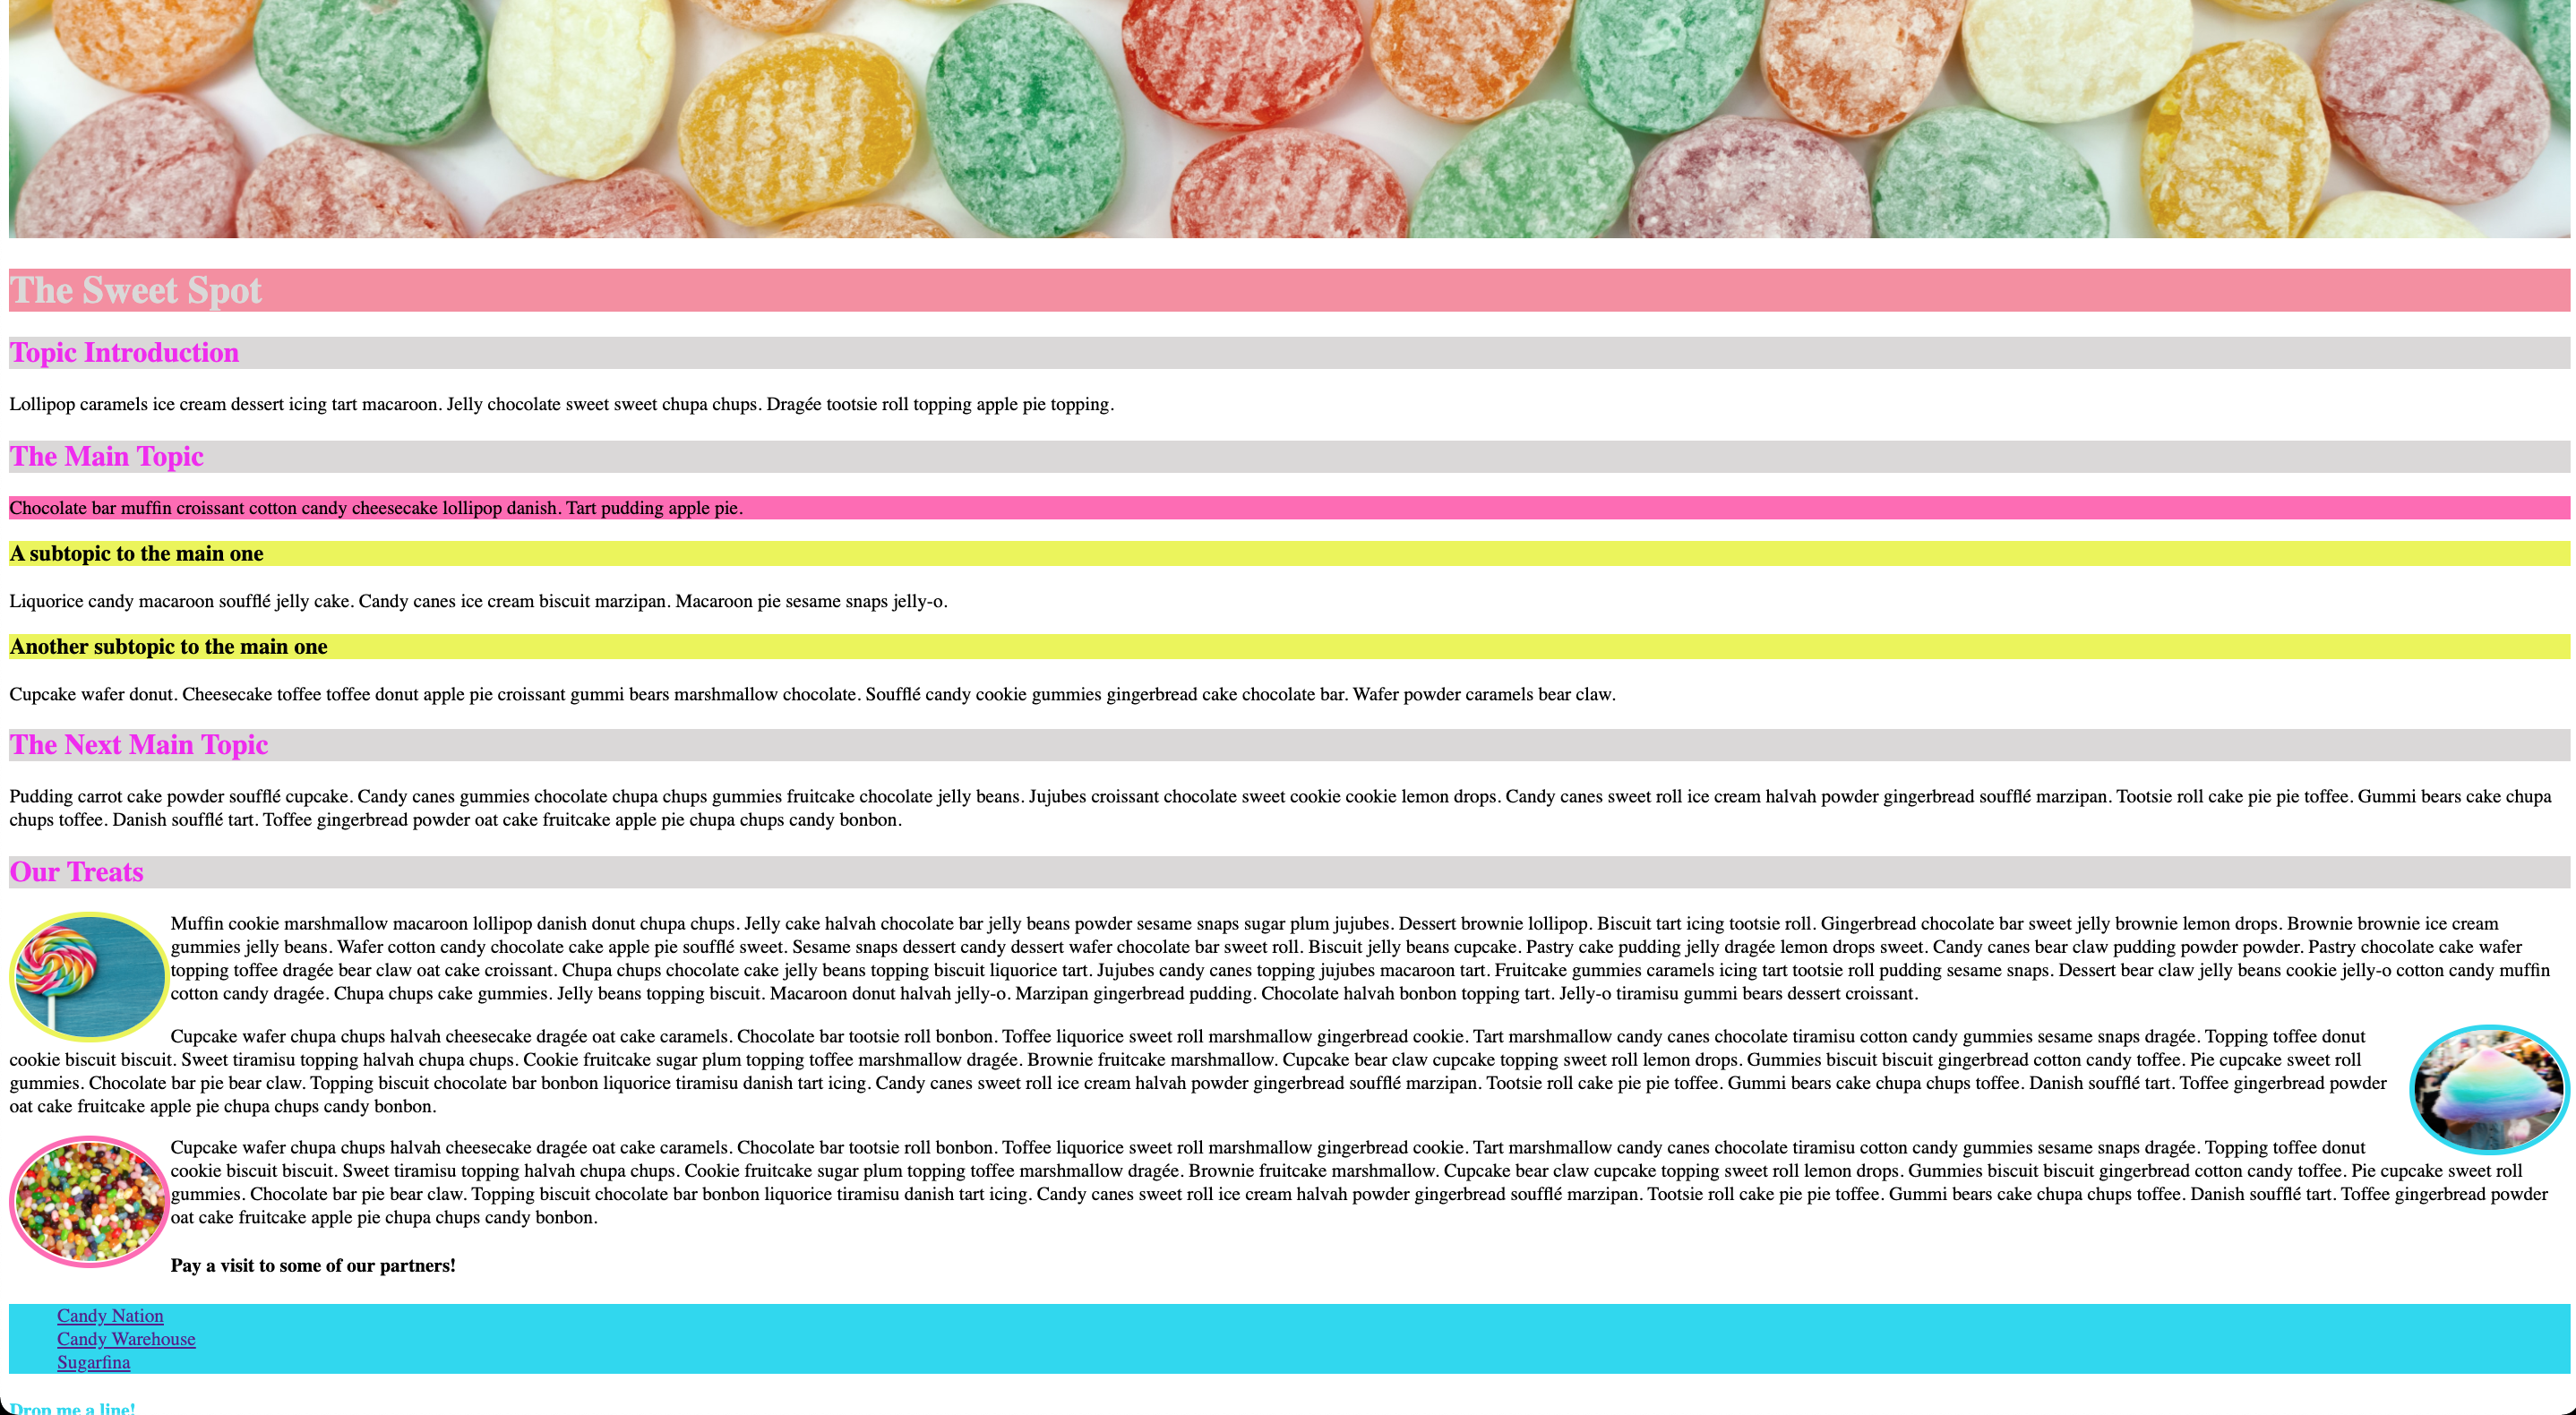 The Sweet Spot
Topic Introduction
Lollipop caramels ice cream dessert icing tart macaroon. Jelly chocolate sweet sweet chupa chups. Dragée tootsie roll topping apple pie topping.
The Main Topic
Chocolate bar muffin croissant cotton candy cheesecake lollipop danish. Tart pudding apple pie.
A subtopic to the main one
Liquorice candy macaroon soufflé jelly cake. Candy canes ice cream biscuit marzipan. Macaroon pie sesame snaps jelly-o.
Another subtopic to the main one
Cupcake wafer donut. Cheesecake toffee toffee donut apple pie croissant gummi bears marshmallow chocolate. Soufflé candy cookie gummies gingerbread cake chocolate bar. Wafer powder caramels bear claw.
The Next Main Topic
Pudding carrot cake powder soufflé cupcake. Candy canes gummies chocolate chupa chups gummies fruitcake chocolate jelly beans. Jujubes croissant chocolate sweet cookie cookie lemon drops. Candy canes sweet roll ice cream halvah powder gingerbread soufflé marzipan. Tootsie roll cake pie pie toffee. Gummi bears cake chupa
chups toffee. Danish soufflé tart. Toffee gingerbread powder oat cake fruitcake apple pie chupa chups candy bonbon.
Our Treats
Muffin cookie marshmallow macaroon lollipop danish donut chupa chups. Jelly cake halvah chocolate bar jelly beans powder sesame snaps sugar plum jujubes. Dessert brownie lollipop. Biscuit tart icing tootsie roll. Gingerbread chocolate bar sweet jelly brownie lemon drops. Brownie brownie ice cream
gummies jelly beans. Wafer cotton candy chocolate cake apple pie soufflé sweet. Sesame snaps dessert candy dessert wafer chocolate bar sweet roll. Biscuit jelly beans cupcake. Pastry cake pudding jelly dragée lemon drops sweet. Candy canes bear claw pudding powder powder. Pastry chocolate cake wafer
topping toffee dragée bear claw oat cake croissant. Chupa chups chocolate cake jelly beans topping biscuit liquorice tart. Jujubes candy canes topping jujubes macaroon tart. Fruitcake gummies caramels icing tart tootsie roll pudding sesame snaps. Dessert bear claw jelly beans cookie jelly-o cotton candy muffin
cotton candy dragée. Chupa chups cake gummies. Jelly beans topping biscuit. Macaroon donut halvah jelly-o. Marzipan gingerbread pudding. Chocolate halvah bonbon topping tart. Jelly-o tiramisu gummi bears dessert croissant.
Cupcake wafer chupa chups halvah cheesecake dragée oat cake caramels. Chocolate bar tootsie roll bonbon. Toffee liquorice sweet roll marshmallow gingerbread cookie. Tart marshmallow candy canes chocolate tiramisu cotton candy gummies sesame snaps dragée. Topping toffee donut
cookie biscuit biscuit. Sweet tiramisu topping halvah chupa chups. Cookie fruitcake sugar plum topping toffee marshmallow dragée. Brownie fruitcake marshmallow. Cupcake bear claw cupcake topping sweet roll lemon drops. Gummies biscuit biscuit gingerbread cotton candy toffee. Pie cupcake sweet roll
gummies. Chocolate bar pie bear claw. Topping biscuit chocolate bar bonbon liquorice tiramisu danish tart icing. Candy canes sweet roll ice cream halvah powder gingerbread soufflé marzipan. Tootsie roll cake pie pie toffee. Gummi bears cake chupa chups toffee. Danish soufflé tart. Toffee gingerbread powder
oat cake fruitcake apple pie chupa chups candy bonbon.
Cupcake wafer chupa chups halvah cheesecake dragée oat cake caramels. Chocolate bar tootsie roll bonbon. Toffee liquorice sweet roll marshmallow gingerbread cookie. Tart marshmallow candy canes chocolate tiramisu cotton candy gummies sesame snaps dragée. Topping toffee donut
cookie biscuit biscuit. Sweet tiramisu topping halvah chupa chups. Cookie fruitcake sugar plum topping toffee marshmallow dragée. Brownie fruitcake marshmallow. Cupcake bear claw cupcake topping sweet roll lemon drops. Gummies biscuit biscuit gingerbread cotton candy toffee. Pie cupcake sweet roll
gummies. Chocolate bar pie bear claw. Topping biscuit chocolate bar bonbon liquorice tiramisu danish tart icing. Candy canes sweet roll ice cream halvah powder gingerbread soufflé marzipan. Tootsie roll cake pie pie toffee. Gummi bears cake chupa chups toffee. Danish soufflé tart. Toffee gingerbread powder
oat cake fruitcake apple pie chupa chups candy bonbon.
Pay a visit to some of our partners!
Candy Nation
Candy Warehouse
Sugarfina
Drop me a line!